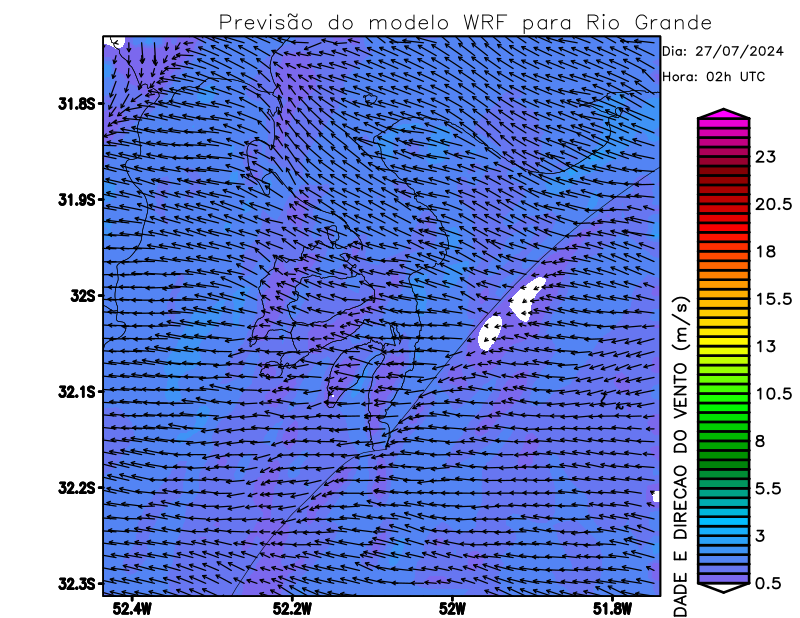 Previsão do modelo WRF para Rio Grande
Dia: 27/07/2024
Hora: 02h UTC
31.8S
31.9S
32S
32.1S
32.2S
32.3S
52.4W
52.2W
52W
51.8W
DADE E DIRECAO DO VENTO (m/s)
23
20.5
18
15.5
13
10.5
8
5.5
3
0.5